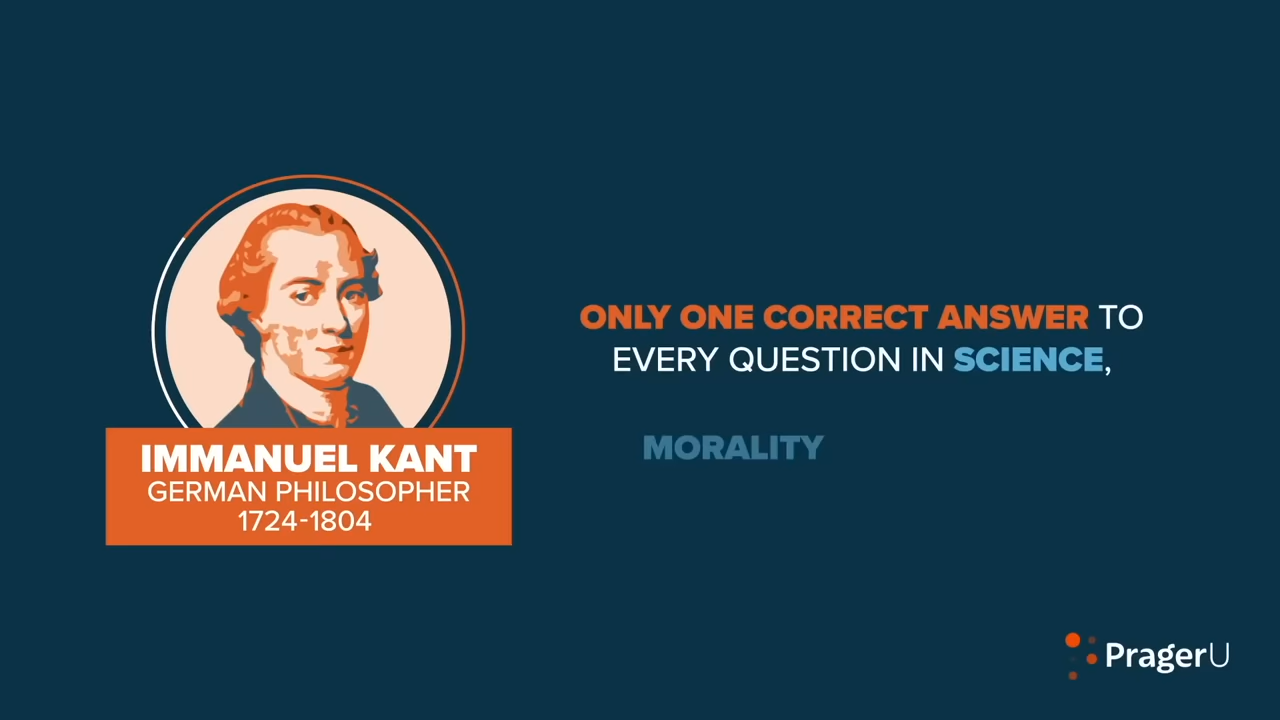 ONLY ONE CORRECT ANSWER TO
EVERY QUESTION IN SCIENCE,
MORALITY
IMMANUEL KANT
GERMAN PHILOSOPHER
1724-1804
PragerU